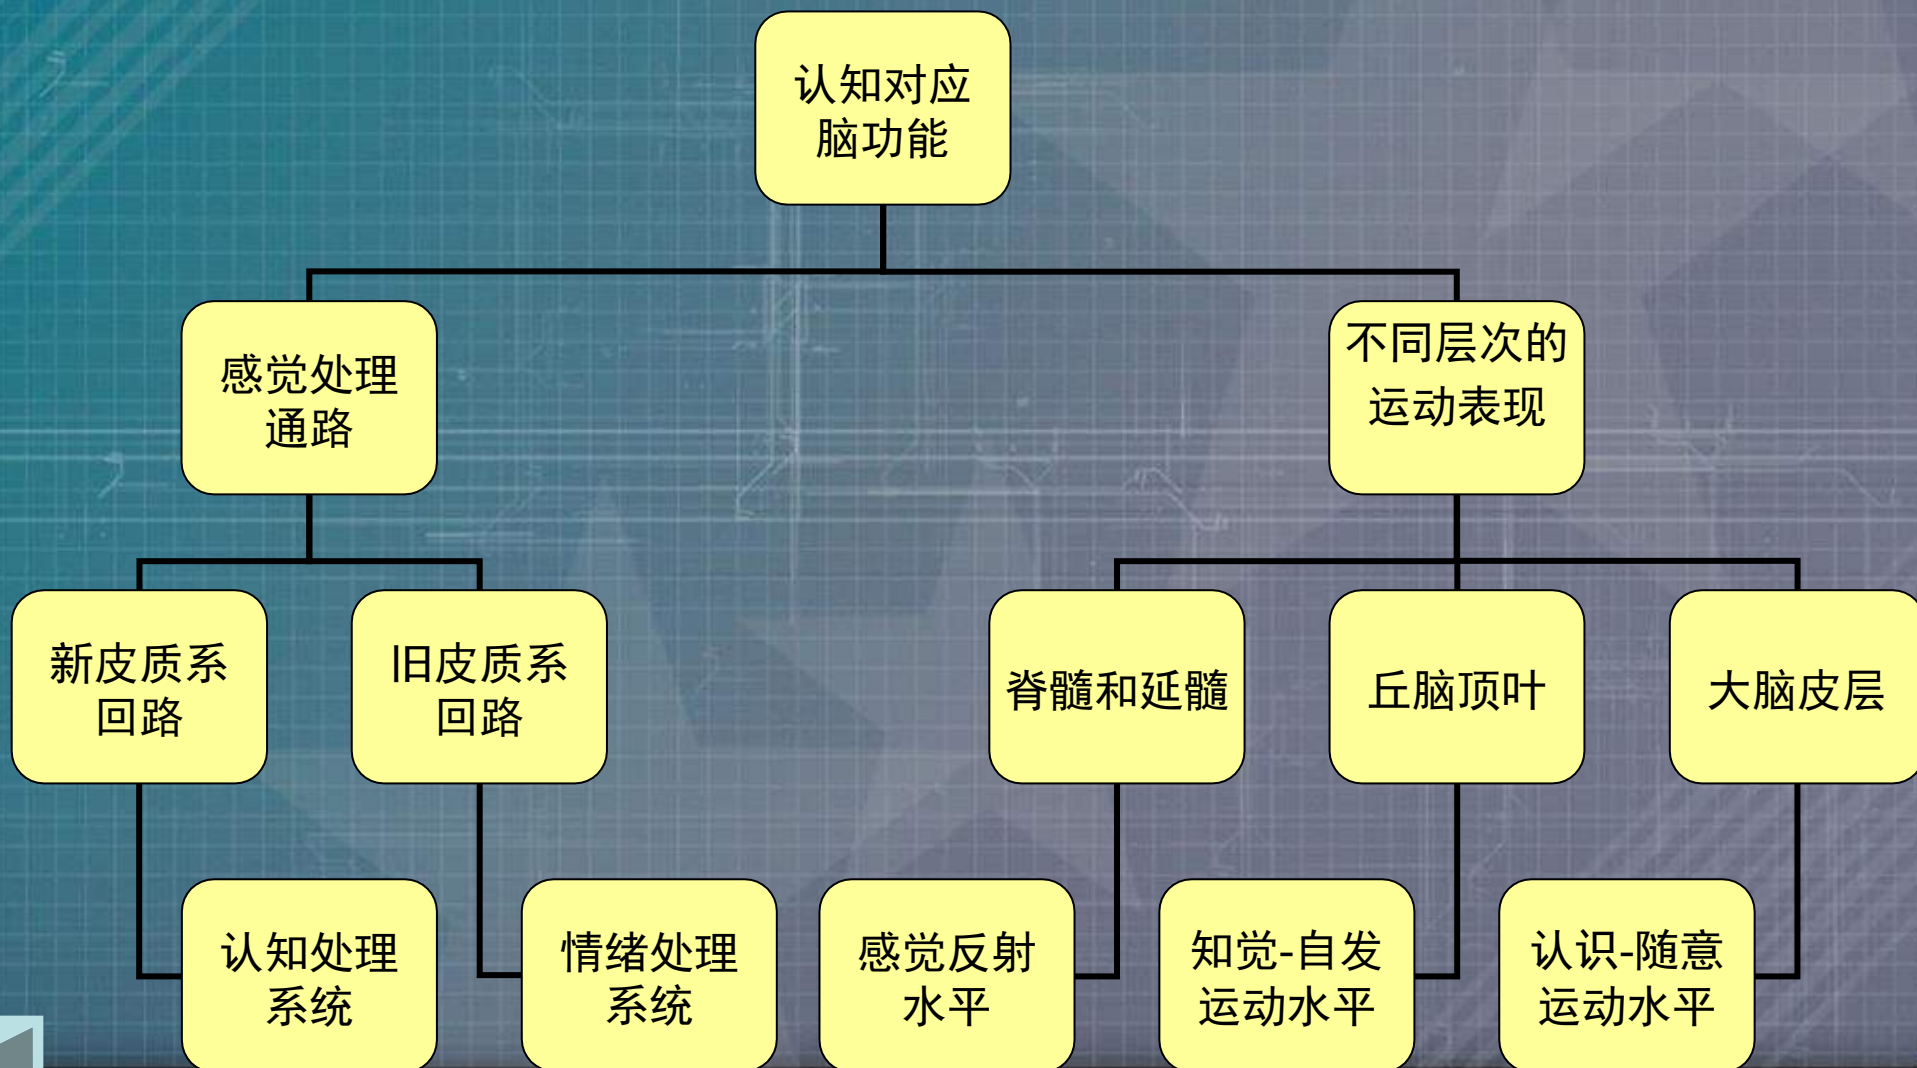 认知对应
脑功能
感觉处理
通路
不同层次的
运动表现
新皮质系
回路
旧皮质系
回路
脊髓和延髓
丘脑顶叶
大脑皮层
认知处理
系统
情绪处理
系统
感觉反射
水平
知觉-自发
运动水平
认识-随意
运动水平